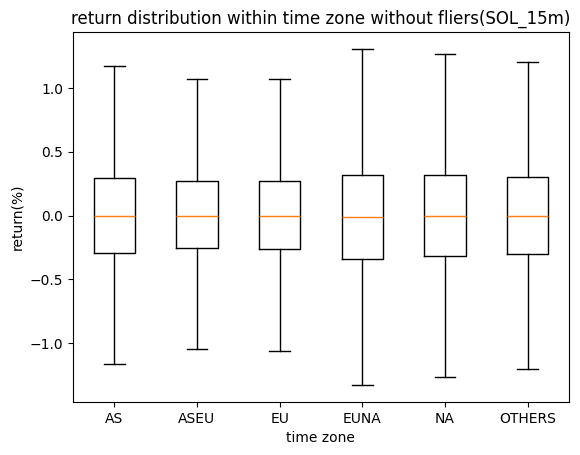 return distribution within time zone without fliers(SOL_15m)
1.0
0.5
0.0
−0.5
−1.0
return(%)
AS ASEU EU EUNA NA OTHERS
time zone